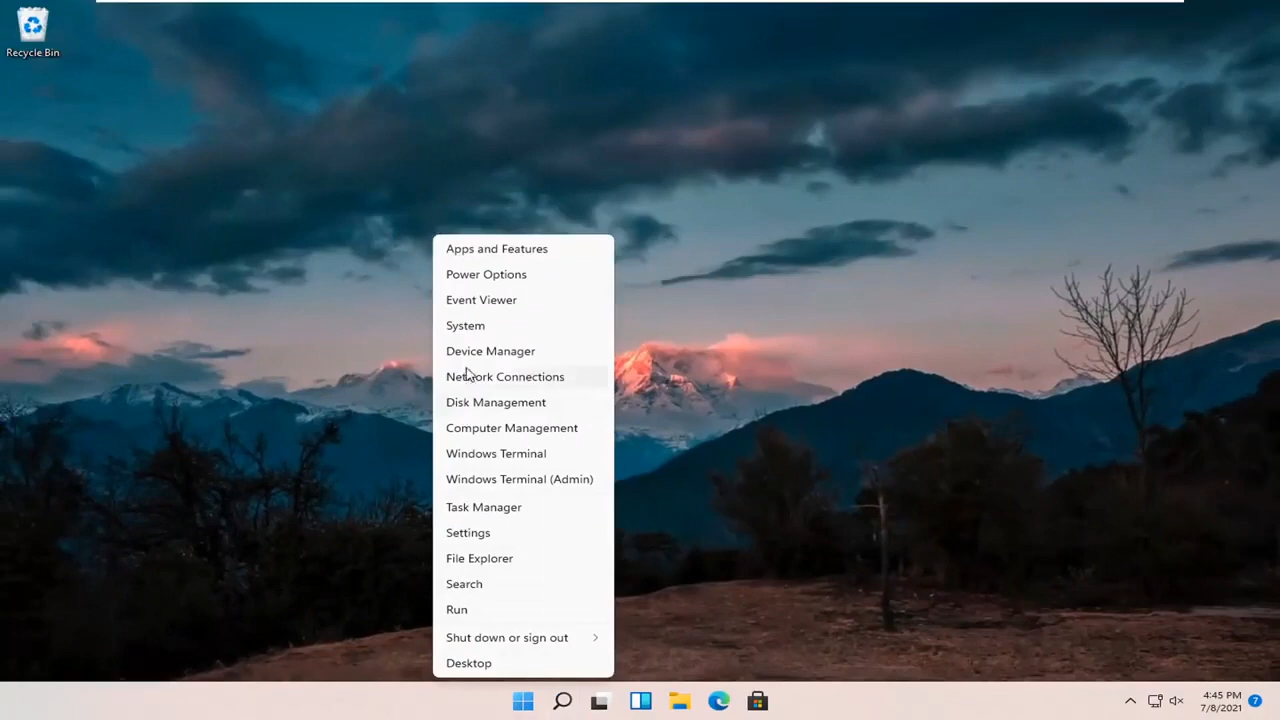 Recycle Bin
Apps and Features
Power Options
Event Viewer
System
Device Manager
Network Connections
Disk Management
Computer Management
Windows Terminal
Windows Terminal (Admin)
Task Manager
Settings
File Explorer
Search
Run
Shut down or sign out
Desktop
4:45 PM
7/8/2021
7